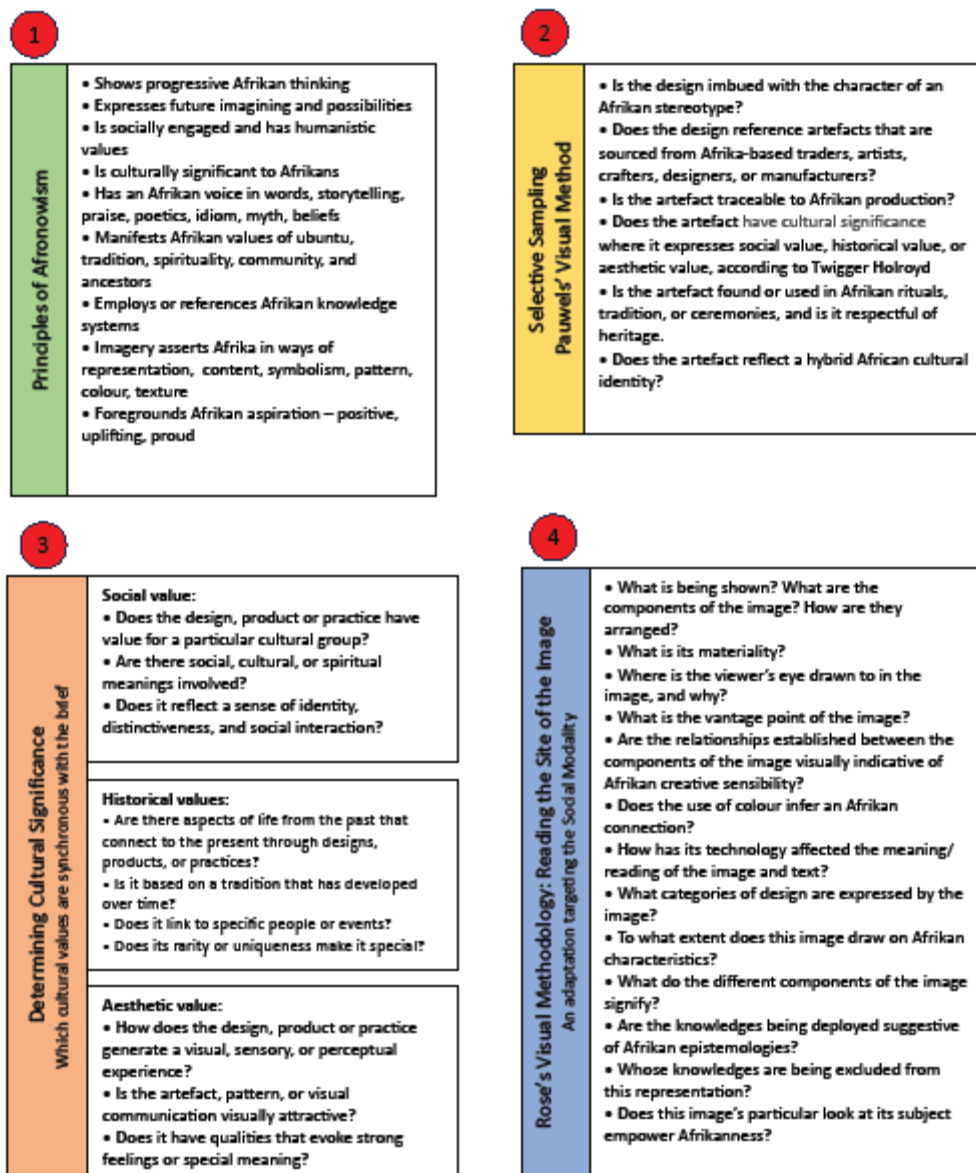 1
Principles of Afronowism
• Shows progressive Afrikan thinking
• Expresses future imagining and possibilities
• Is socially engaged and has humanistic
values
• Is culturally significant to Afrikans
• Has an Afrikan voice in words, storytelling,
praise, poetics, idiom, myth, beliefs
• Manifests Afrikan values of ubuntu,
tradition, spirituality, community, and
ancestors
• Employs or references Afrikan knowledge
systems
• Imagery asserts Afrika in ways of
representation, content, symbolism, pattern,
colour, texture
• Foregrounds Afrikan aspiration – positive,
uplifting, proud
2
Selective Sampling
Pauwels' Visual Method
• Is the design imbued with the character of an
Afrikan stereotype?
• Does the design reference artefacts that are
sourced from Afrika-based traders, artists,
crafters, designers, or manufacturers?
• Is the artefact traceable to Afrikan production?
• Does the artefact have cultural significance
where it expresses social value, historical value, or
aesthetic value, according to Twigger Holroyd
• Is the artefact found or used in Afrikan rituals,
tradition, or ceremonies, and is it respectful of
heritage.
• Does the artefact reflect a hybrid African cultural
identity?
3
Determining Cultural Significance
Which cultural values are synchronous with the brief
Social value:
• Does the design, product or practice have
value for a particular cultural group?
• Are there social, cultural, or spiritual
meanings involved?
• Does it reflect a sense of identity,
distinctiveness, and social interaction?
Historical values:
• Are there aspects of life from the past that
connect to the present through designs,
products, or practices?
• Is it based on a tradition that has developed
over time?
• Does it link to specific people or events?
• Does its rarity or uniqueness make it special?
Aesthetic value:
• How does the design, product or practice
generate a visual, sensory, or perceptual
experience?
• Is the artefact, pattern, or visual
communication visually attractive?
• Does it have qualities that evoke strong
feelings or special meaning?
4
Rose's Visual Methodology: Reading the Site of the Image
An adaptation targeting the Social Modality
• What is being shown? What are the
components of the image? How are they
arranged?
• What is its materiality?
• Where is the viewer's eye drawn to in the
image, and why?
• What is the vantage point of the image?
• Are the relationships established between the
components of the image visually indicative of
Afrikan creative sensibility?
• Does the use of colour infer an Afrikan
connection?
• How has its technology affected the meaning/
reading of the image and text?
• What categories of design are expressed by the
image?
• To what extent does this image draw on Afrikan
characteristics?
• What do the different components of the image
signify?
• Are the knowledges being deployed suggestive
of Afrikan epistemologies?
• Whose knowledges are being excluded from
this representation?
• Does this image's particular look at its subject
empower Afrikanness?